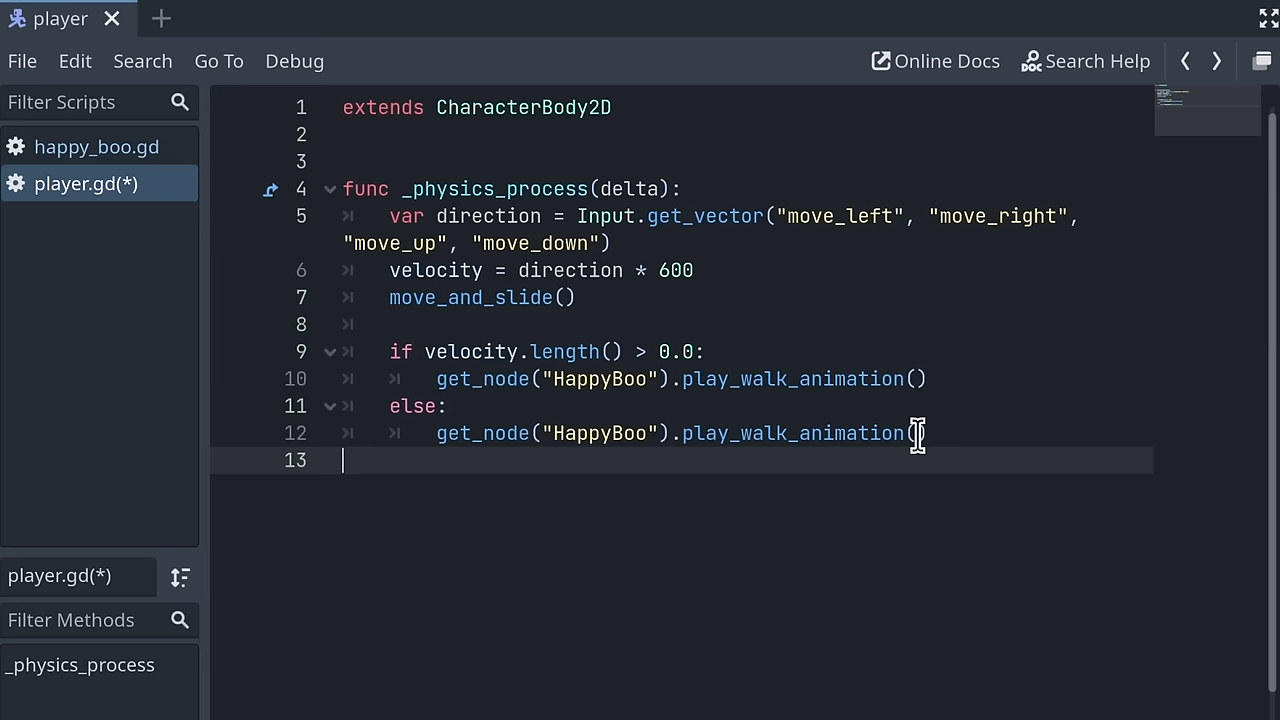 player
File Edit Search Go To Debug Online Docs DOC Search Help
Filter Scripts
happy_boo.gd
player.gd(*)
player.gd(*)
Filter Methods
_physics_process
1 extends CharacterBody2D
2
3
4 func _physics_process(delta):
5 var direction = Input.get_vector("move_left", "move_right",
"move_up", "move_down")
6 velocity = direction * 600
7 move_and_slide()
8
9 if velocity.length() > 0.0:
10 get_node("HappyBoo").play_walk_animation()
11 else:
12 get_node("HappyBoo").play_walk_animation()
13